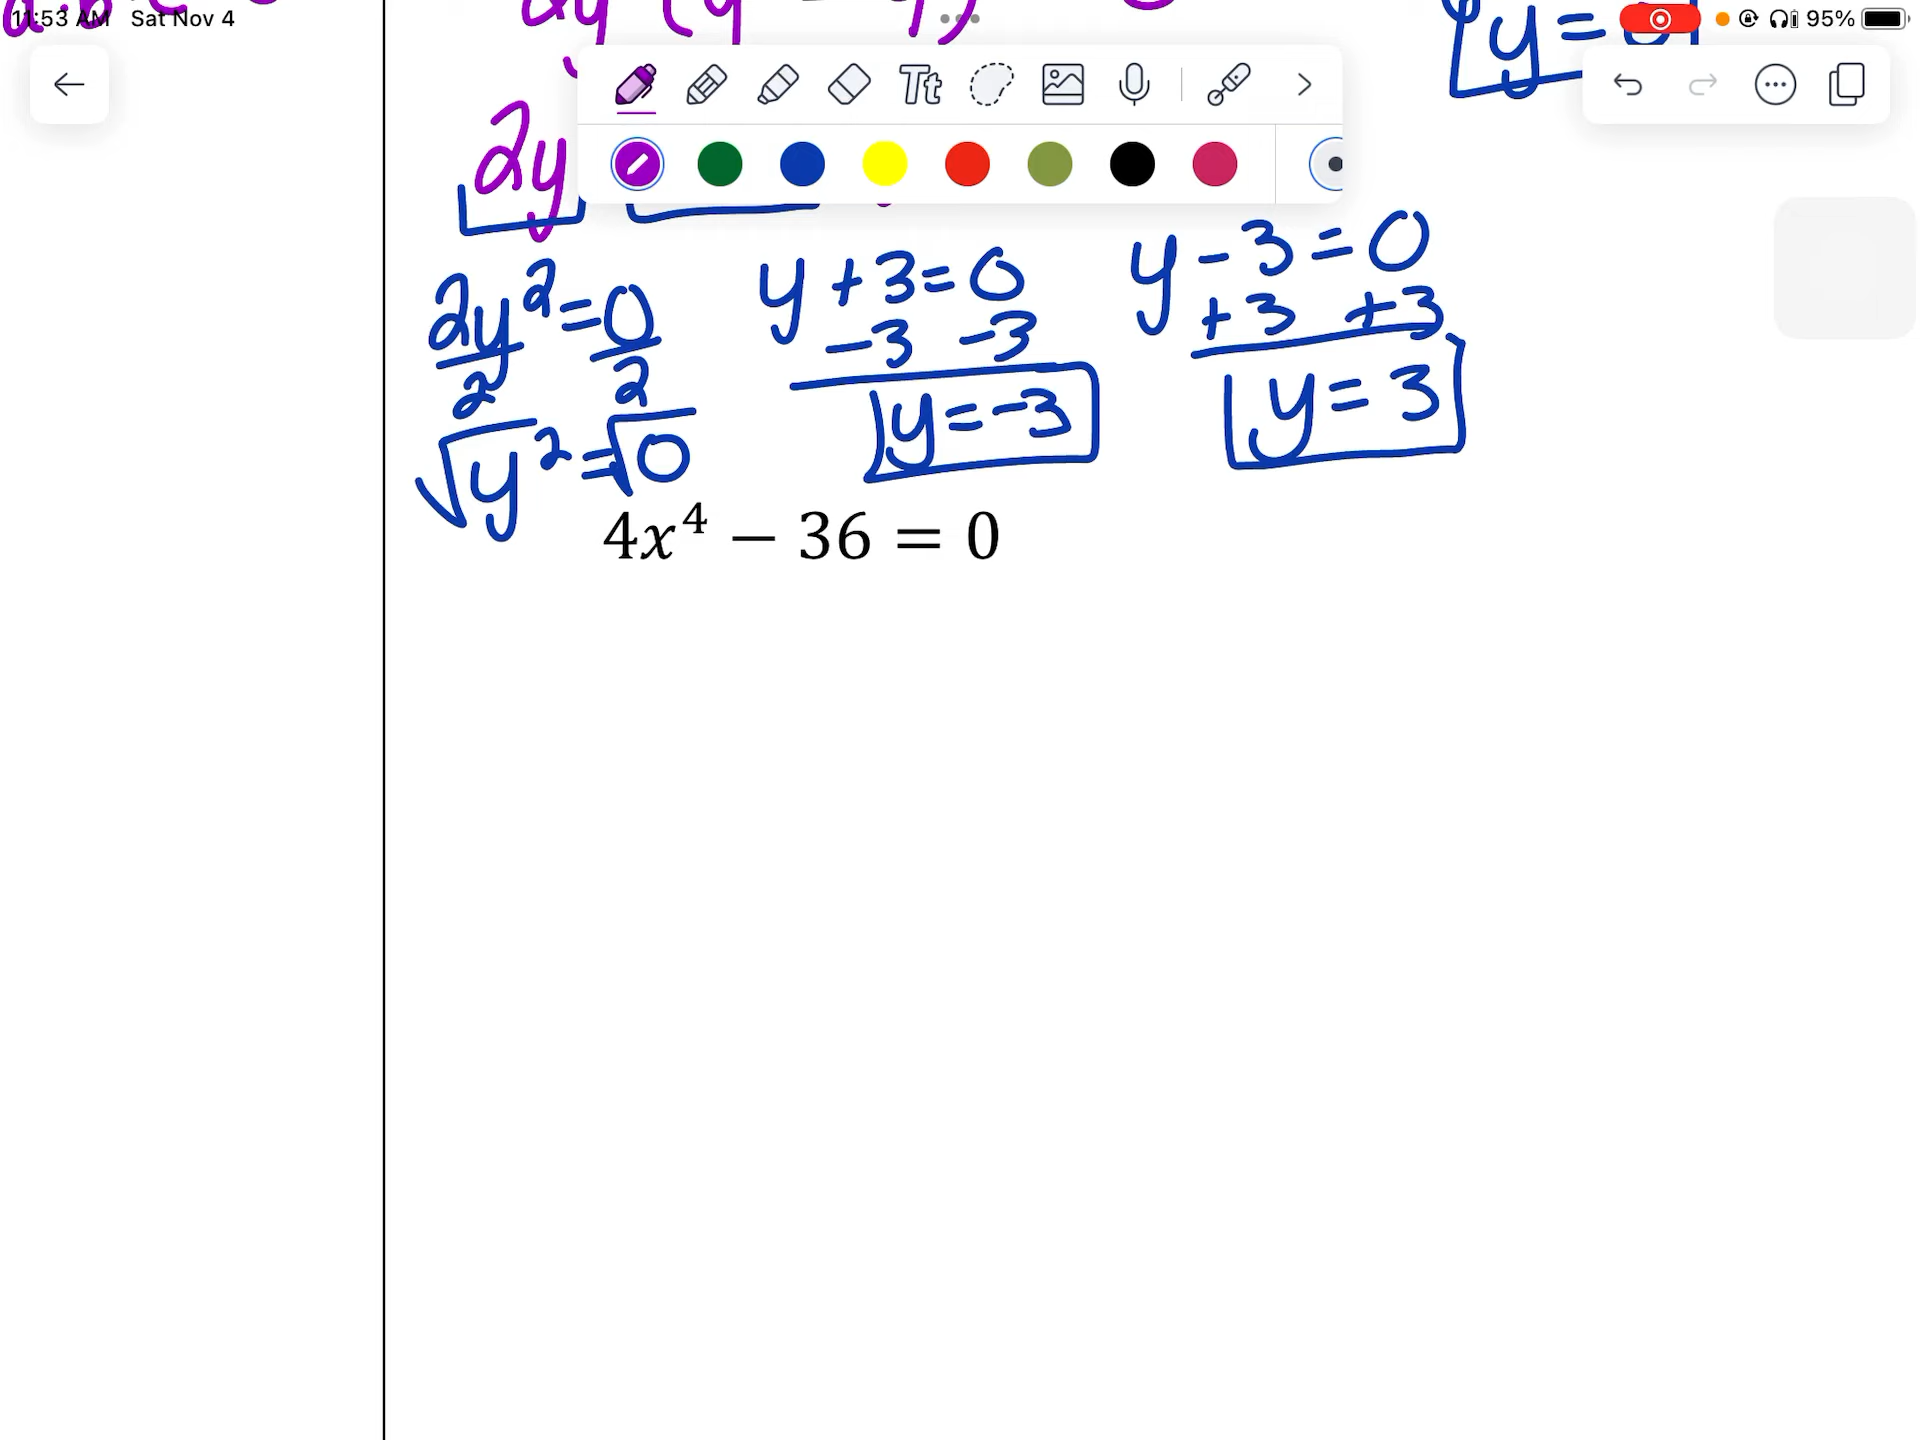 11:53 AM Sat Nov 4
95%
Tt
y =
2y
2y² = 0
y + 3 = 0
y - 3 = 0
2 2
-3 -3
+3 +3
√y² = √0
y = -3
y = 3
4x⁴ − 36 = 0